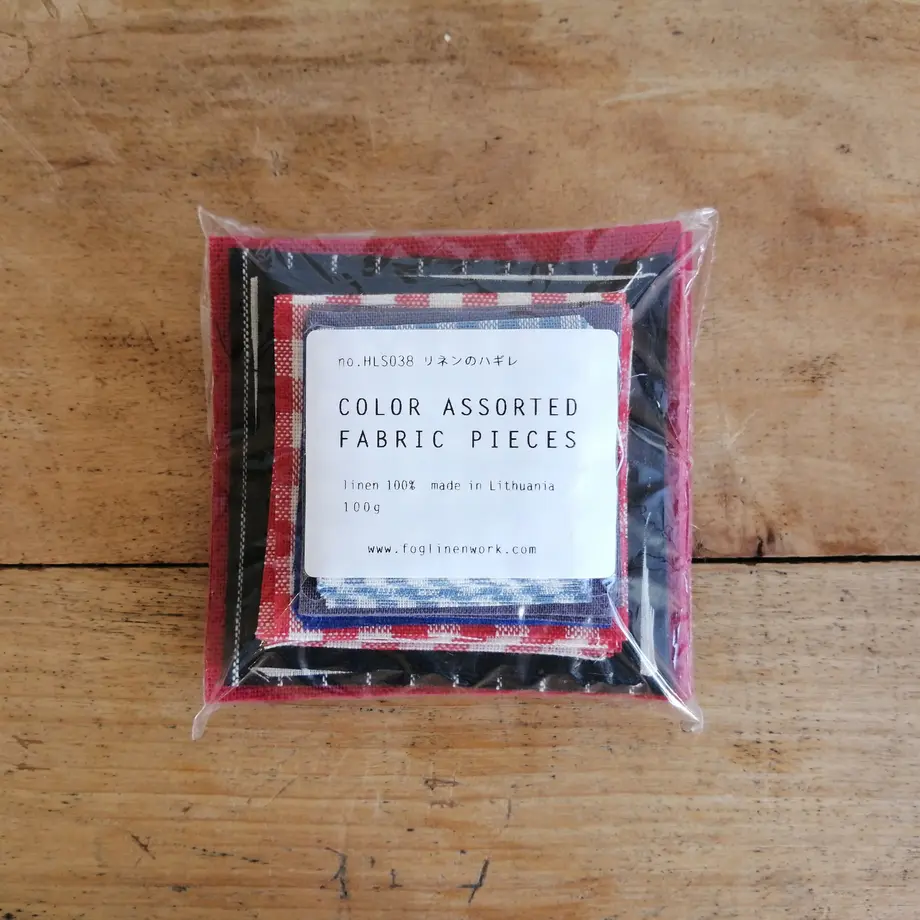 no.HLS038 リネンのハギレ
COLOR ASSORTED
FABRIC PIECES
linen 100% made in Lithuania
100g
www.foglinenwork.com